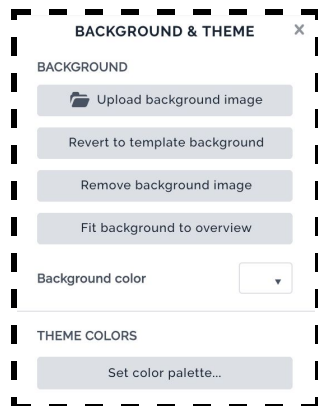 BACKGROUND & THEME
BACKGROUND
Upload background image
Revert to template background
Remove background image
Fit background to overview
Background color
THEME COLORS
Set color palette...